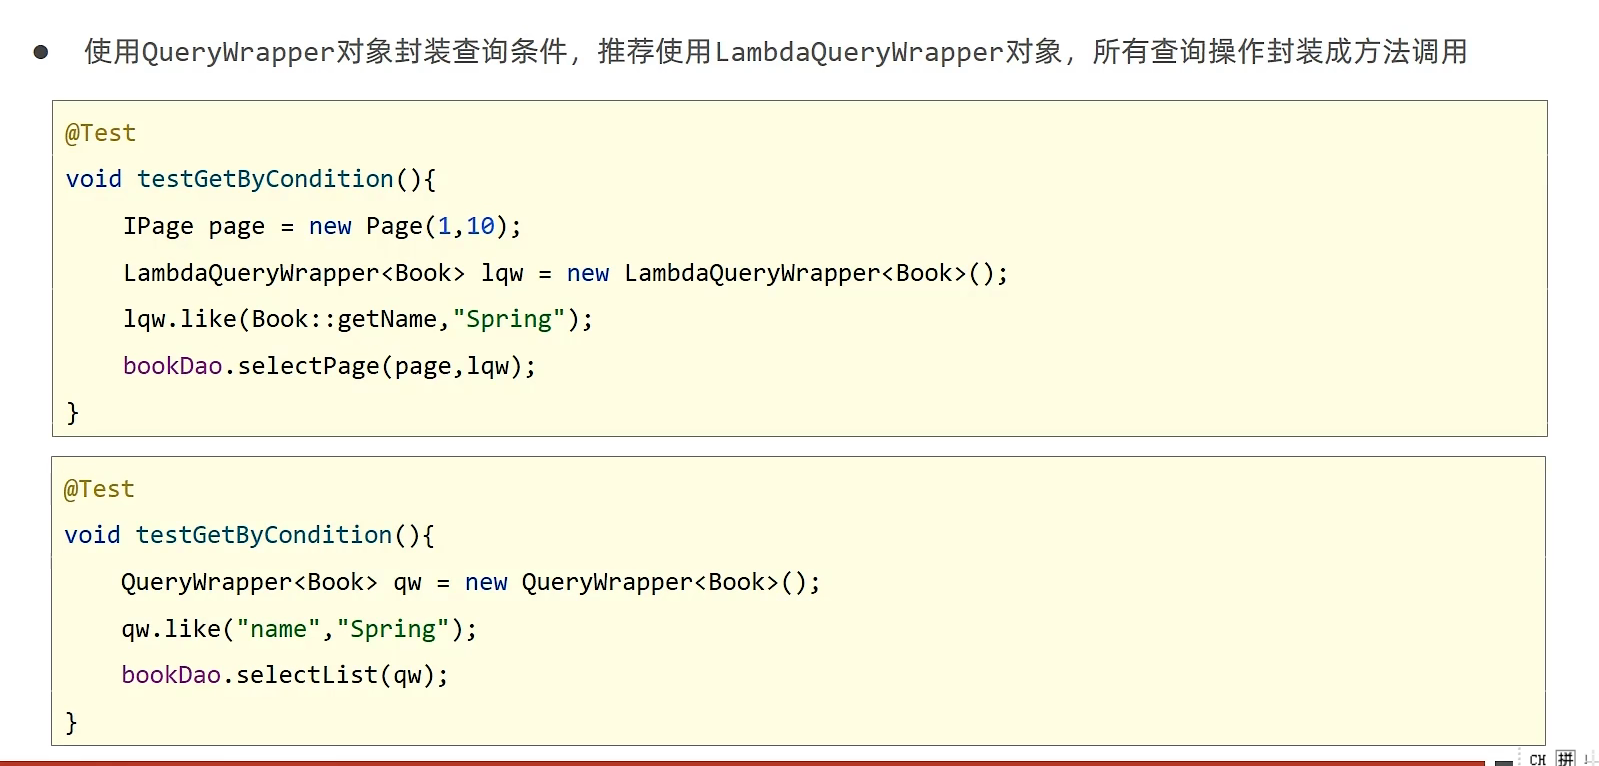 ● 使用QueryWrapper对象封装查询条件，推荐使用LambdaQueryWrapper对象，所有查询操作封装成方法调用
@Test
void testGetByCondition(){
    IPage page = new Page(1,10);
    LambdaQueryWrapper<Book> lqw = new LambdaQueryWrapper<Book>();
    lqw.like(Book::getName,"Spring");
    bookDao.selectPage(page,lqw);
}
@Test
void testGetByCondition(){
    QueryWrapper<Book> qw = new QueryWrapper<Book>();
    qw.like("name","Spring");
    bookDao.selectList(qw);
}
CH 拼